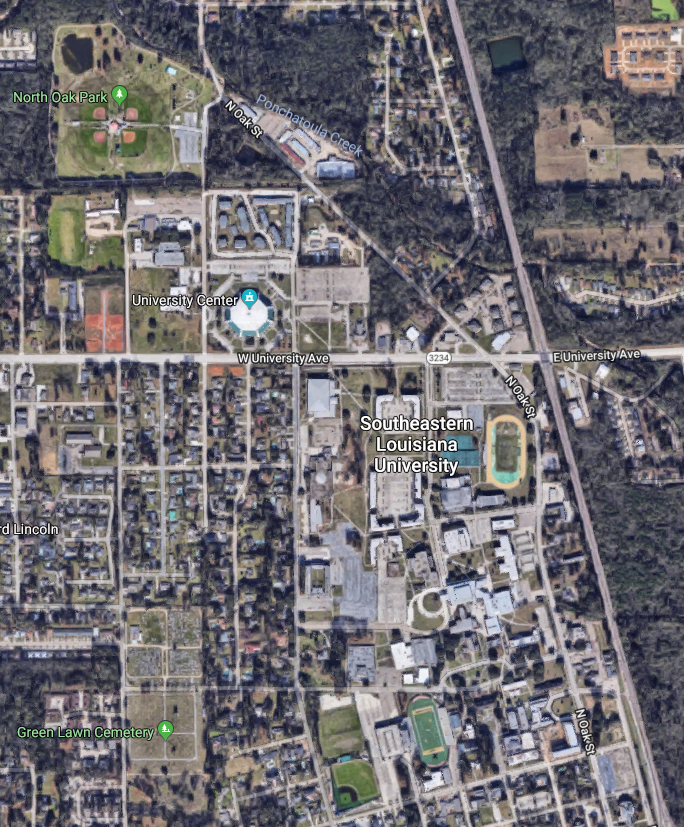 North Oak Park
N Oak St
Ponchatoula Creek
University Center
W University Ave
3234
E University Ave
N Oak St
Southeastern
Louisiana
University
rd Lincoln
Green Lawn Cemetery
N Oak St